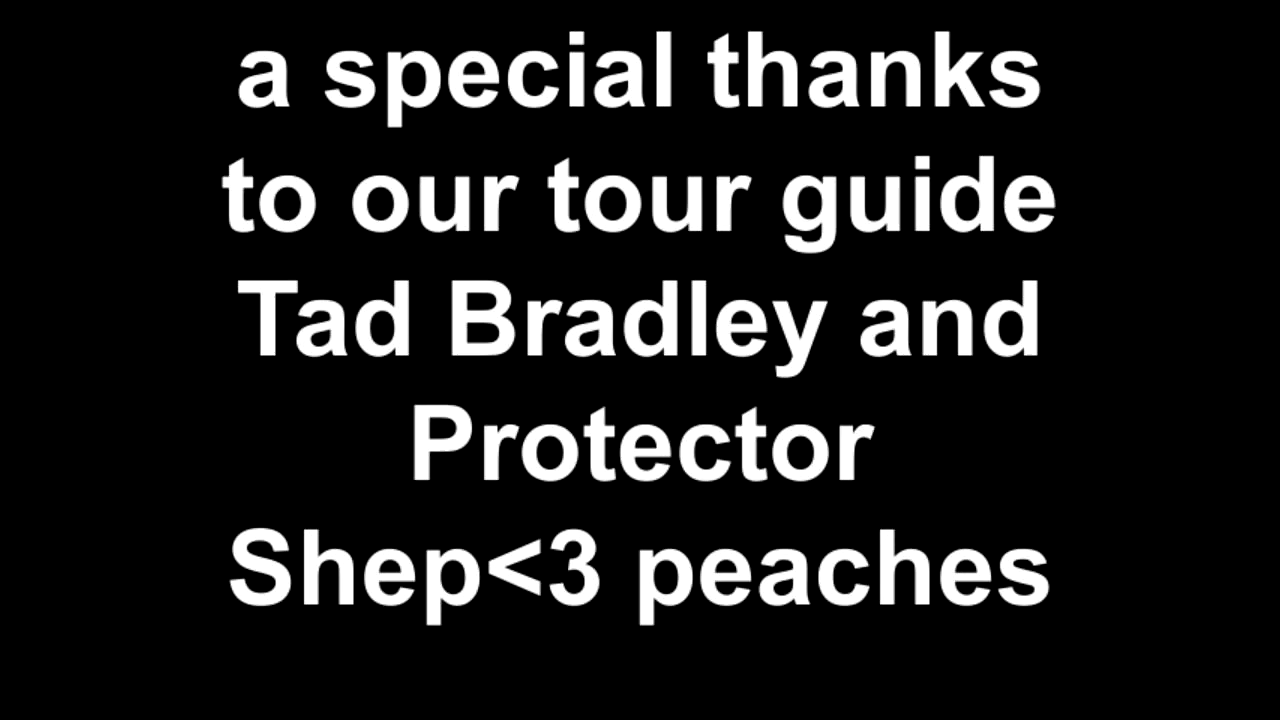 a special thanks
to our tour guide
Tad Bradley and
Protector
Shep<3 peaches